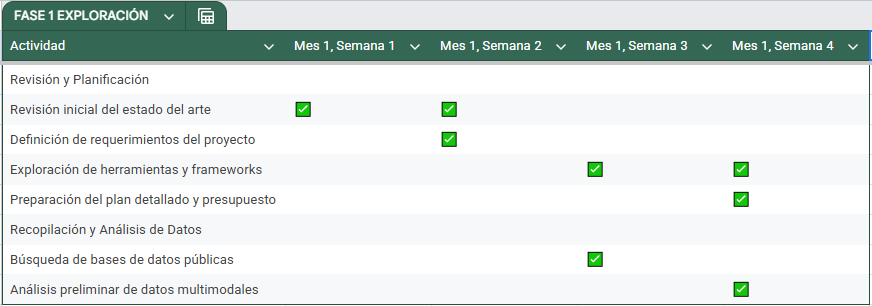 FASE 1 EXPLORACIÓN
Actividad Mes 1, Semana 1 Mes 1, Semana 2 Mes 1, Semana 3 Mes 1, Semana 4
Revisión y Planificación
Revisión inicial del estado del arte ✅ ✅
Definición de requerimientos del proyecto ✅
Exploración de herramientas y frameworks ✅ ✅
Preparación del plan detallado y presupuesto ✅
Recopilación y Análisis de Datos
Búsqueda de bases de datos públicas ✅
Análisis preliminar de datos multimodales ✅